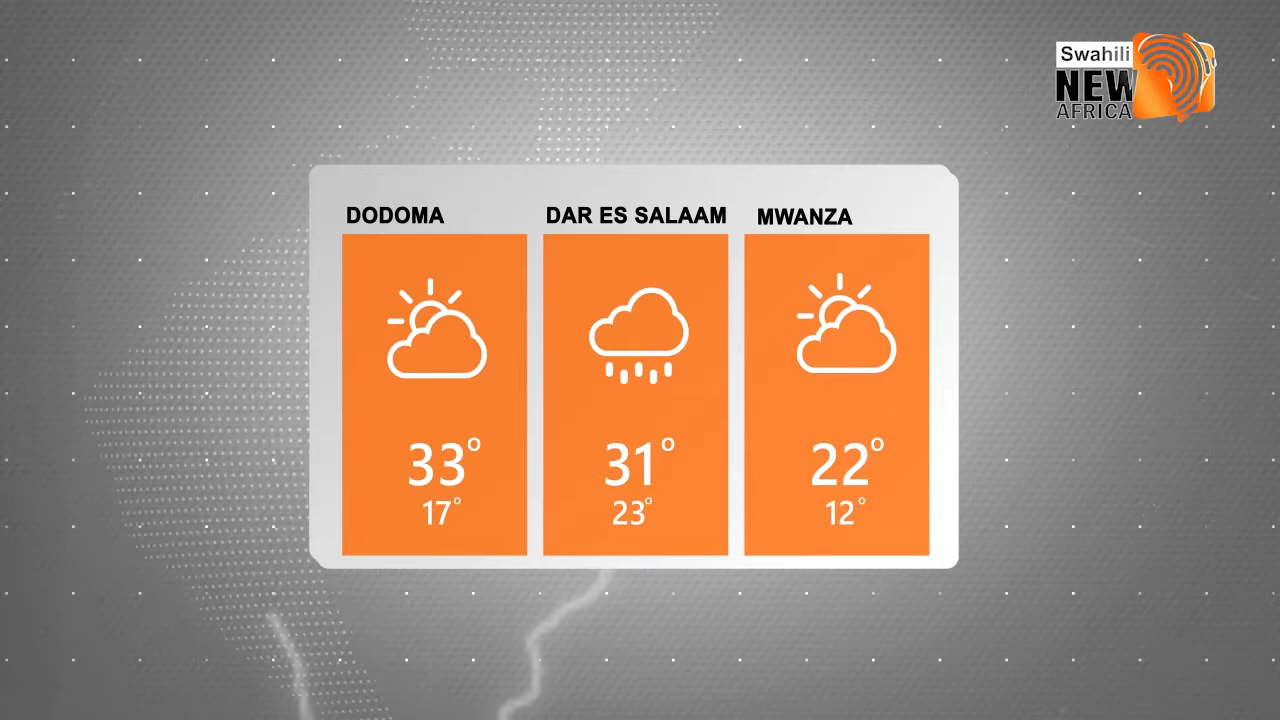 Swahili
NEW
AFRICA
DODOMA
DAR ES SALAAM
MWANZA
33°
17°
31°
23°
22°
12°